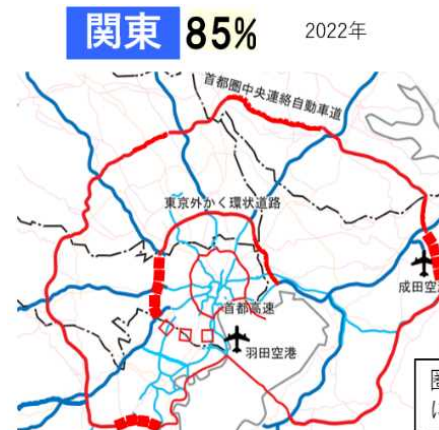 関東 85% 2022年
首都圏中央連絡自動車道
東京外かく環状道路
成田空
首都高速
羽田空港